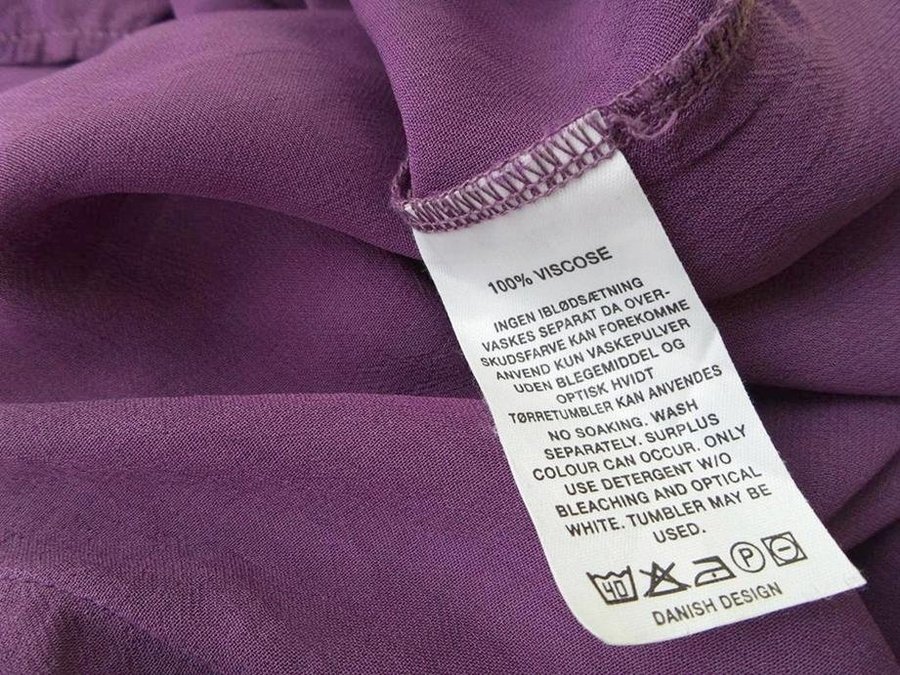 100% VISCOSE
INGEN IBLØDSÆTNING
VASKES SEPARAT DA OVER-
SKUDSFARVE KAN FOREKOMME
ANVEND KUN VASKEPULVER
UDEN BLEGEMIDDEL OG
OPTISK HVIDT
TØRRETUMBLER KAN ANVENDES
NO SOAKING. WASH
SEPARATELY. SURPLUS
COLOUR CAN OCCUR. ONLY
USE DETERGENT W/O
BLEACHING AND OPTICAL
WHITE. TUMBLER MAY BE
USED.
40 P
DANISH DESIGN